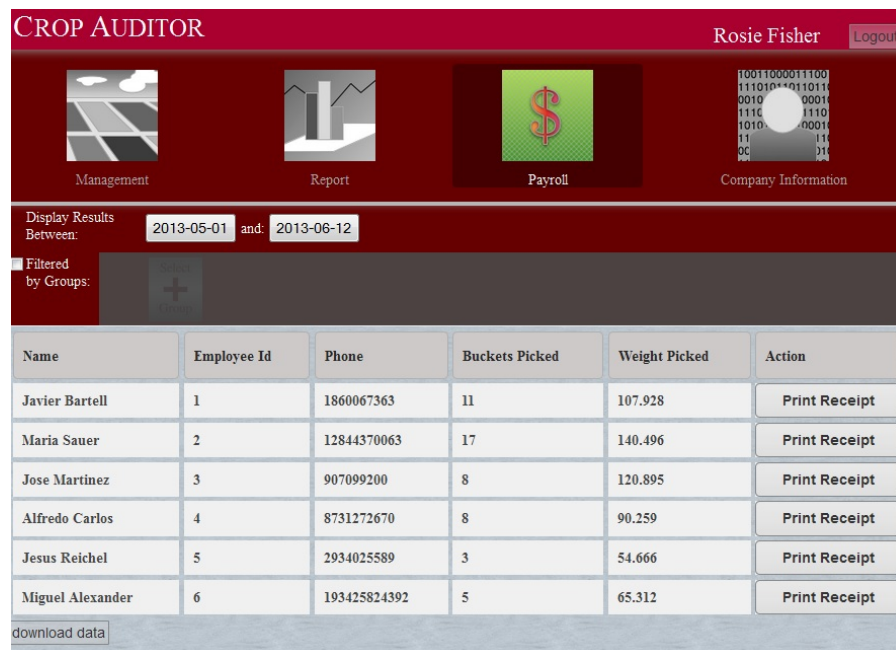 CROP AUDITOR
Rosie Fisher
Logout
Management
Report
Payroll
Company Information
Display Results
Between:
2013-05-01 and: 2013-06-12
Filtered
by Groups:
Select
Group
Name Employee Id Phone Buckets Picked Weight Picked Action
Javier Bartell 1 1860067363 11 107.928 Print Receipt
Maria Sauer 2 12844370063 17 140.496 Print Receipt
Jose Martinez 3 907099200 8 120.895 Print Receipt
Alfredo Carlos 4 8731272670 8 90.259 Print Receipt
Jesus Reichel 5 2934025589 3 54.666 Print Receipt
Miguel Alexander 6 193425824392 5 65.312 Print Receipt
download data